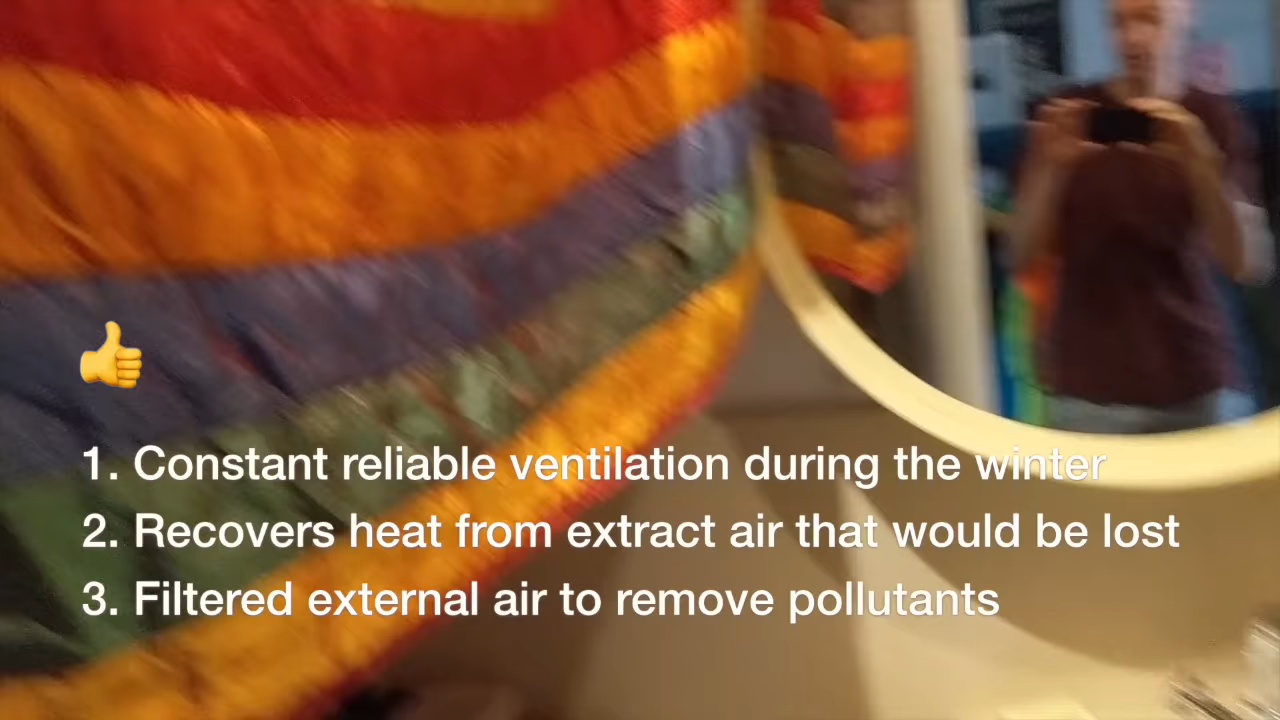 👍
1. Constant reliable ventilation during the winter
2. Recovers heat from extract air that would be lost
3. Filtered external air to remove pollutants